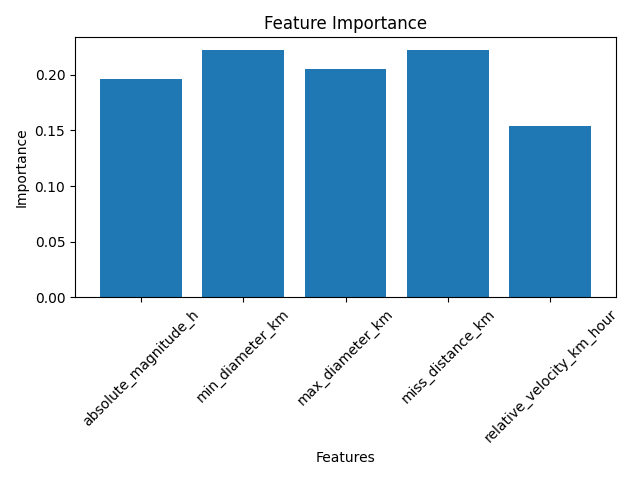 Feature Importance
Importance
0.20
0.15
0.10
0.05
0.00
absolute_magnitude_h
min_diameter_km
max_diameter_km
miss_distance_km
relative_velocity_km_hour
Features